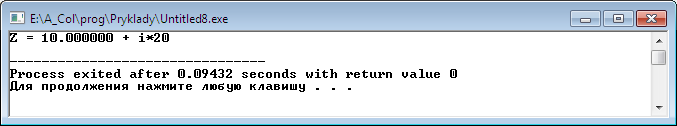 E:\A_Col\prog\Pryklady\Untitled8.exe
Z = 10.000000 + i*20
--------------------------------
Process exited after 0.09432 seconds with return value 0
Для продолжения нажмите любую клавишу . . .